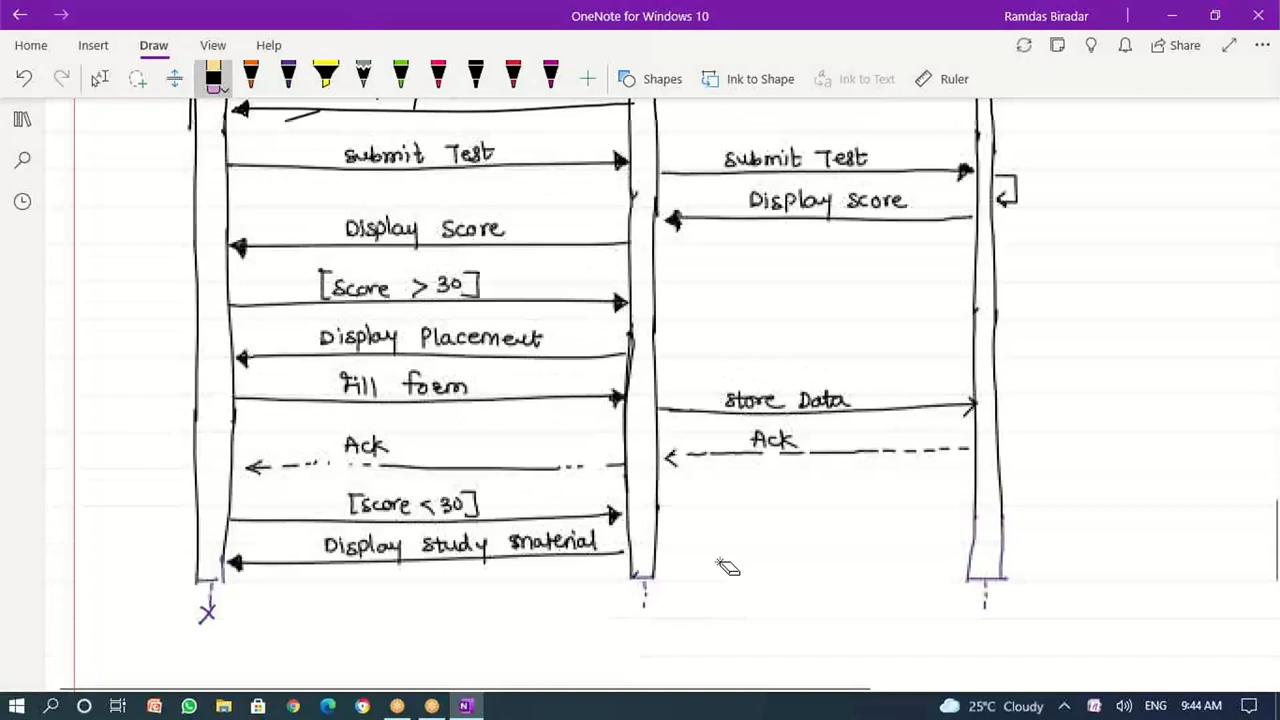 OneNote for Windows 10
Ramdas Biradar
Home Insert Draw View Help
Share
Shapes Ink to Shape Ink to Text Ruler
Submit Test
Submit Test
Display Score
Display Score
[Score > 30]
Display Placement
Fill form
Store Data
Ack
Ack
[Score < 30]
Display study material
25°C Cloudy ENG 9:44 AM